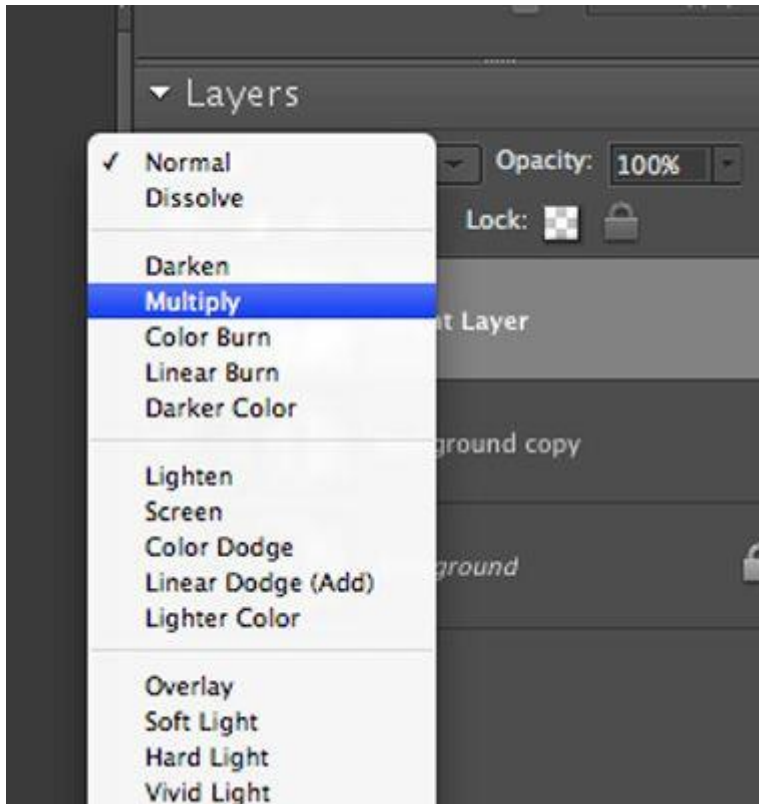 Layers
✓ Normal
Opacity: 100%
Dissolve
Lock:
Darken
Multiply
at Layer
Color Burn
Linear Burn
Darker Color
ground copy
Lighten
Screen
Color Dodge
ground
Linear Dodge (Add)
Lighter Color
Overlay
Soft Light
Hard Light
Vivid Light